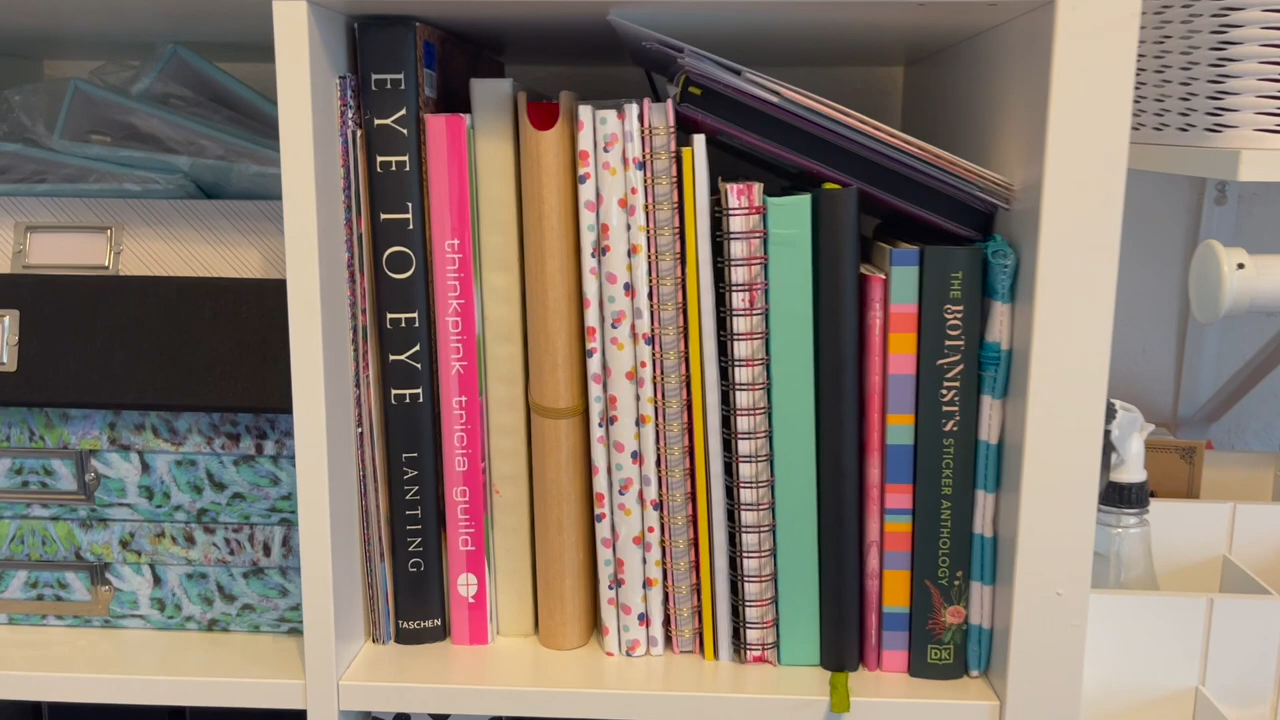 EYE TO EYE LANTING TASCHEN
thinkpink tricia guild
THE BOTANIST'S STICKER ANTHOLOGY DK